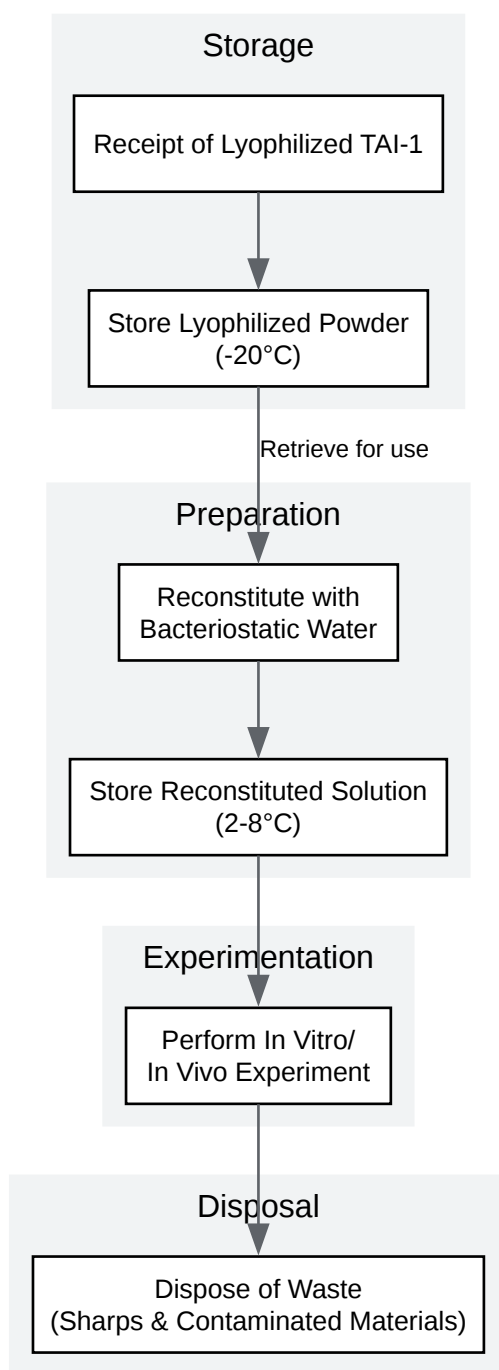 Storage
Receipt of Lyophilized TAI-1
Store Lyophilized Powder
(-20°C)
Retrieve for use
Preparation
Reconstitute with
Bacteriostatic Water
Store Reconstituted Solution
(2-8°C)
Experimentation
Perform In Vitro/
In Vivo Experiment
Disposal
Dispose of Waste
(Sharps & Contaminated Materials)